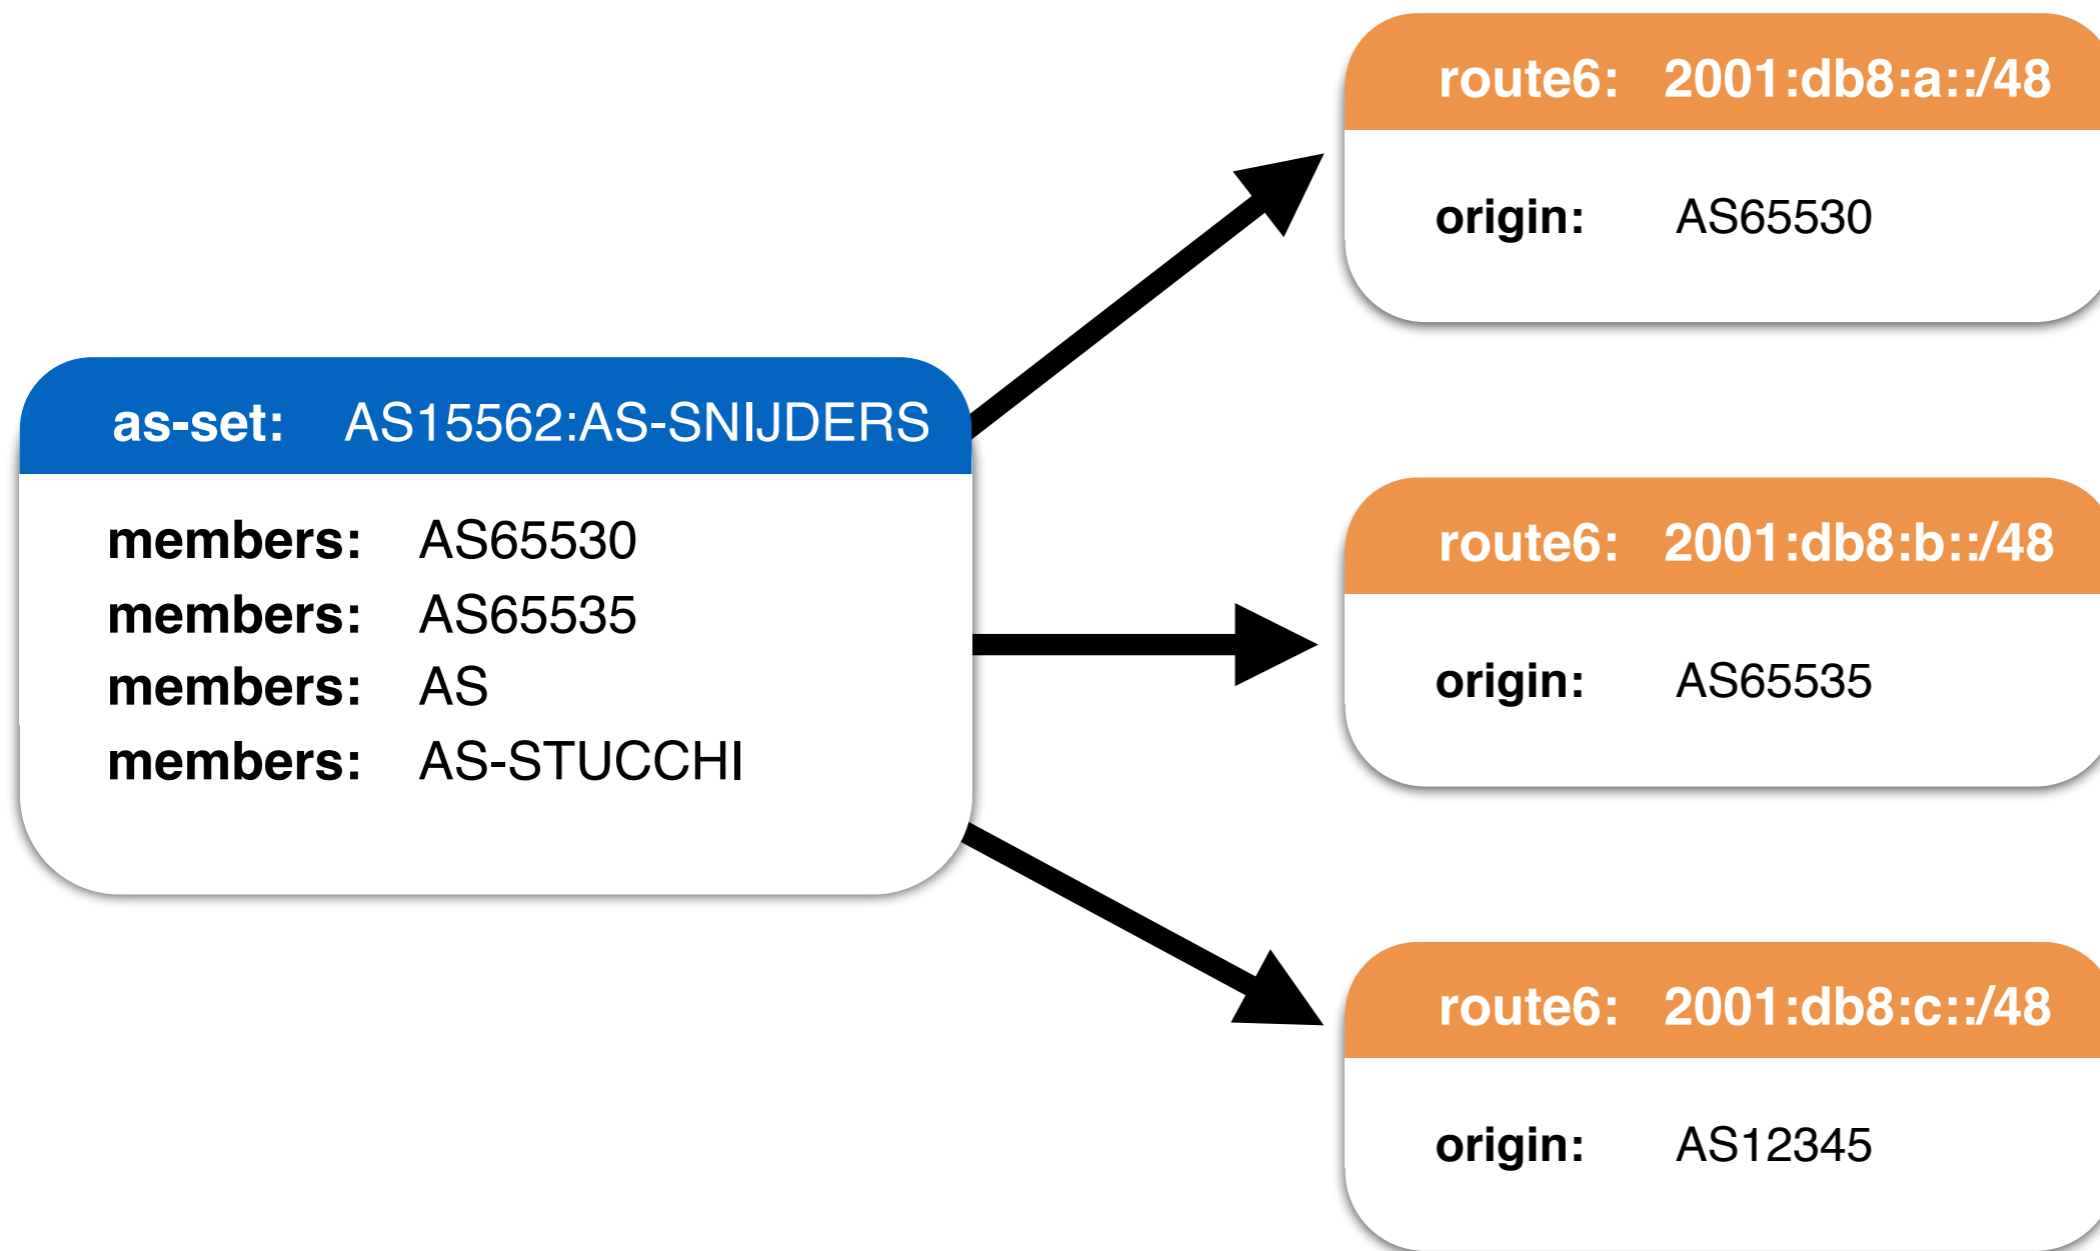 as-set: AS15562:AS-SNIJDERS
members: AS65530
members: AS65535
members: AS
members: AS-STUCCHI
route6: 2001:db8:a::/48
origin: AS65530
route6: 2001:db8:b::/48
origin: AS65535
route6: 2001:db8:c::/48
origin: AS12345